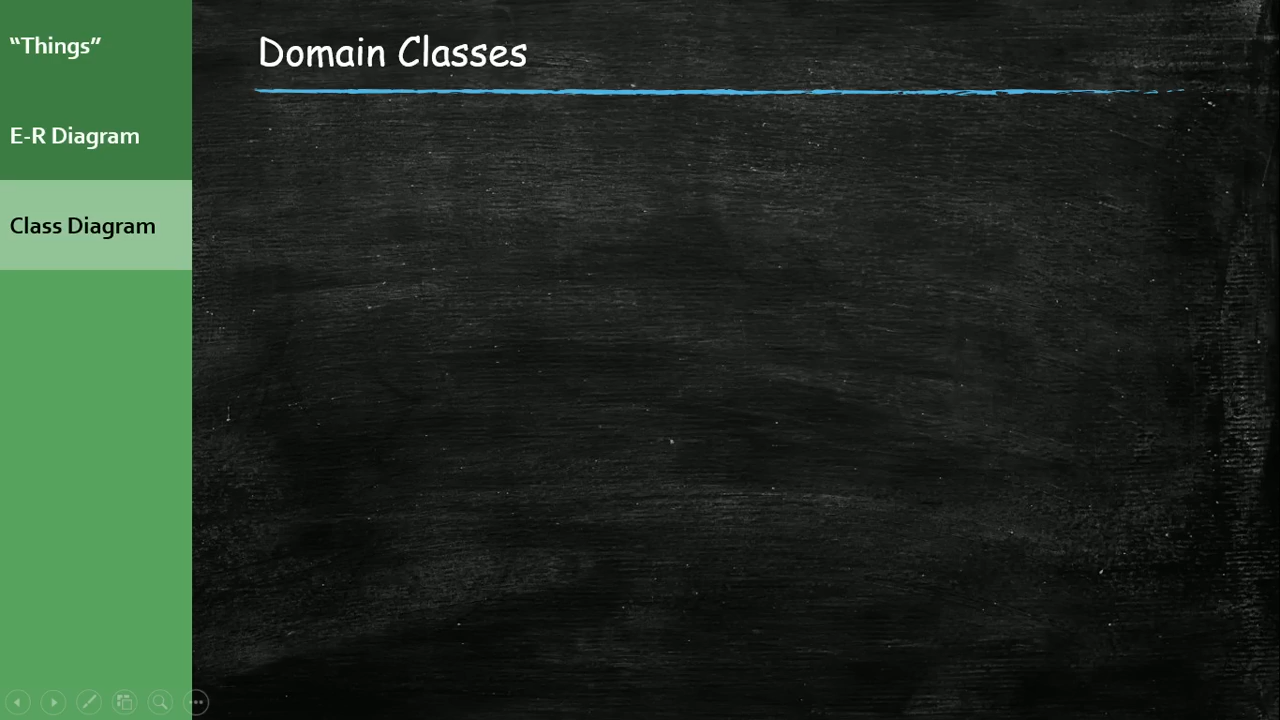 “Things”
E-R Diagram
Class Diagram
Domain Classes